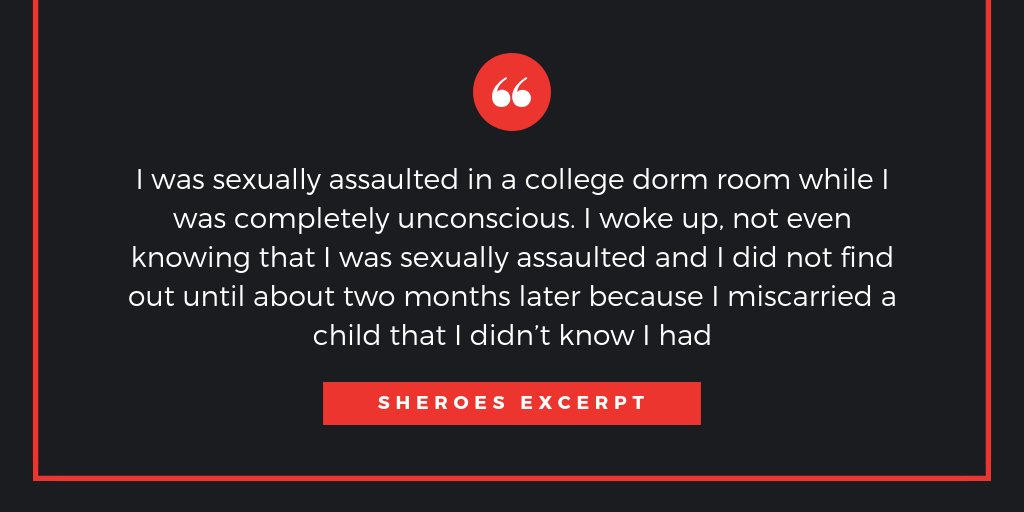 “
I was sexually assaulted in a college dorm room while I
was completely unconscious. I woke up, not even
knowing that I was sexually assaulted and I did not find
out until about two months later because I miscarried a
child that I didn’t know I had
SHEROES EXCERPT